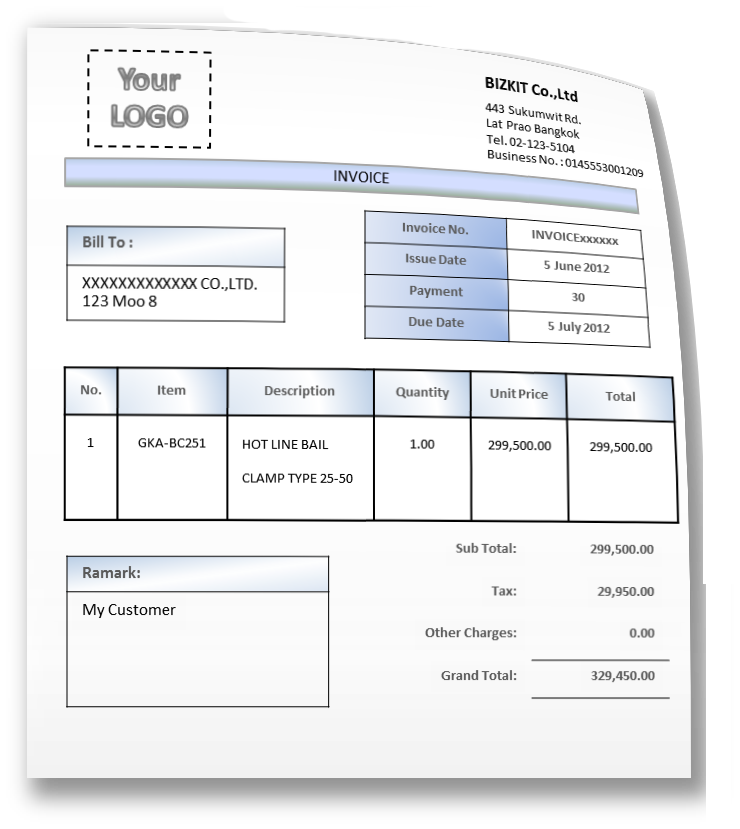 Your
LOGO
BIZKIT Co.,Ltd
443 Sukumwit Rd.
Lat Prao Bangkok
Tel. 02-123-5104
Business No. : 0145553001209
INVOICE
Bill To :
XXXXXXXXXXXXX CO.,LTD.
123 Moo 8
Invoice No. INVOICExxxxxx
Issue Date 5 June 2012
Payment 30
Due Date 5 July 2012
No. Item Description Quantity Unit Price Total
1 GKA-BC251 HOT LINE BAIL 1.00 299,500.00 299,500.00
CLAMP TYPE 25-50
Sub Total: 299,500.00
Tax: 29,950.00
Other Charges: 0.00
Grand Total: 329,450.00
Ramark:
My Customer